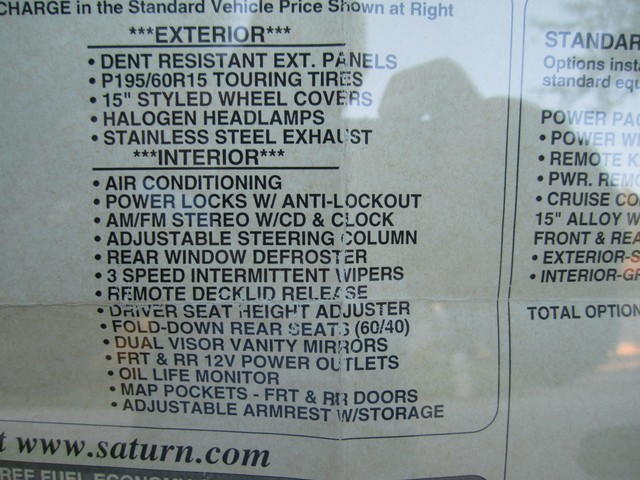 CHARGE in the Standard Vehicle Price Shown at Right
***EXTERIOR***
• DENT RESISTANT EXT. PANELS
• P195/60R15 TOURING TIRES
• 15" STYLED WHEEL COVERS
• HALOGEN HEADLAMPS
• STAINLESS STEEL EXHAUST
***INTERIOR***
• AIR CONDITIONING
• POWER LOCKS W/ ANTI-LOCKOUT
• AM/FM STEREO W/CD & CLOCK
• ADJUSTABLE STEERING COLUMN
• REAR WINDOW DEFROSTER
• 3 SPEED INTERMITTENT WIPERS
• REMOTE DECKLID RELEASE
• DRIVER SEAT HEIGHT ADJUSTER
• FOLD-DOWN REAR SEATS (60/40)
• DUAL VISOR VANITY MIRRORS
• FRT & RR 12V POWER OUTLETS
• OIL LIFE MONITOR
• MAP POCKETS - FRT & RR DOORS
• ADJUSTABLE ARMREST W/STORAGE
www.saturn.com
FUEL ECONOMY
STANDAR
Options insta
standard equ
POWER PAC
• POWER WI
• REMOTE K
• PWR. REMO
• CRUISE CO
15" ALLOY W
FRONT & REA
• EXTERIOR-S
• INTERIOR-GR
TOTAL OPTION